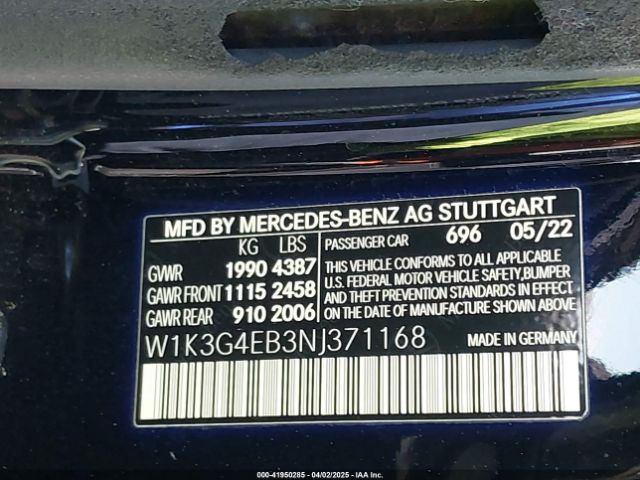 MFD BY MERCEDES-BENZ AG STUTTGART
KG LBS
GVWR 1990 4387
GAWR FRONT 1115 2458
GAWR REAR 910 2006
PASSENGER CAR 696 05/22
THIS VEHICLE CONFORMS TO ALL APPLICABLE
U.S. FEDERAL MOTOR VEHICLE SAFETY,BUMPER
AND THEFT PREVENTION STANDARDS IN EFFECT
ON THE DATE OF MANUFACTURE SHOWN ABOVE.
W1K3G4EB3NJ371168
MADE IN GERMANY
000-41950285 - 04/02/2025 - IAA Inc.